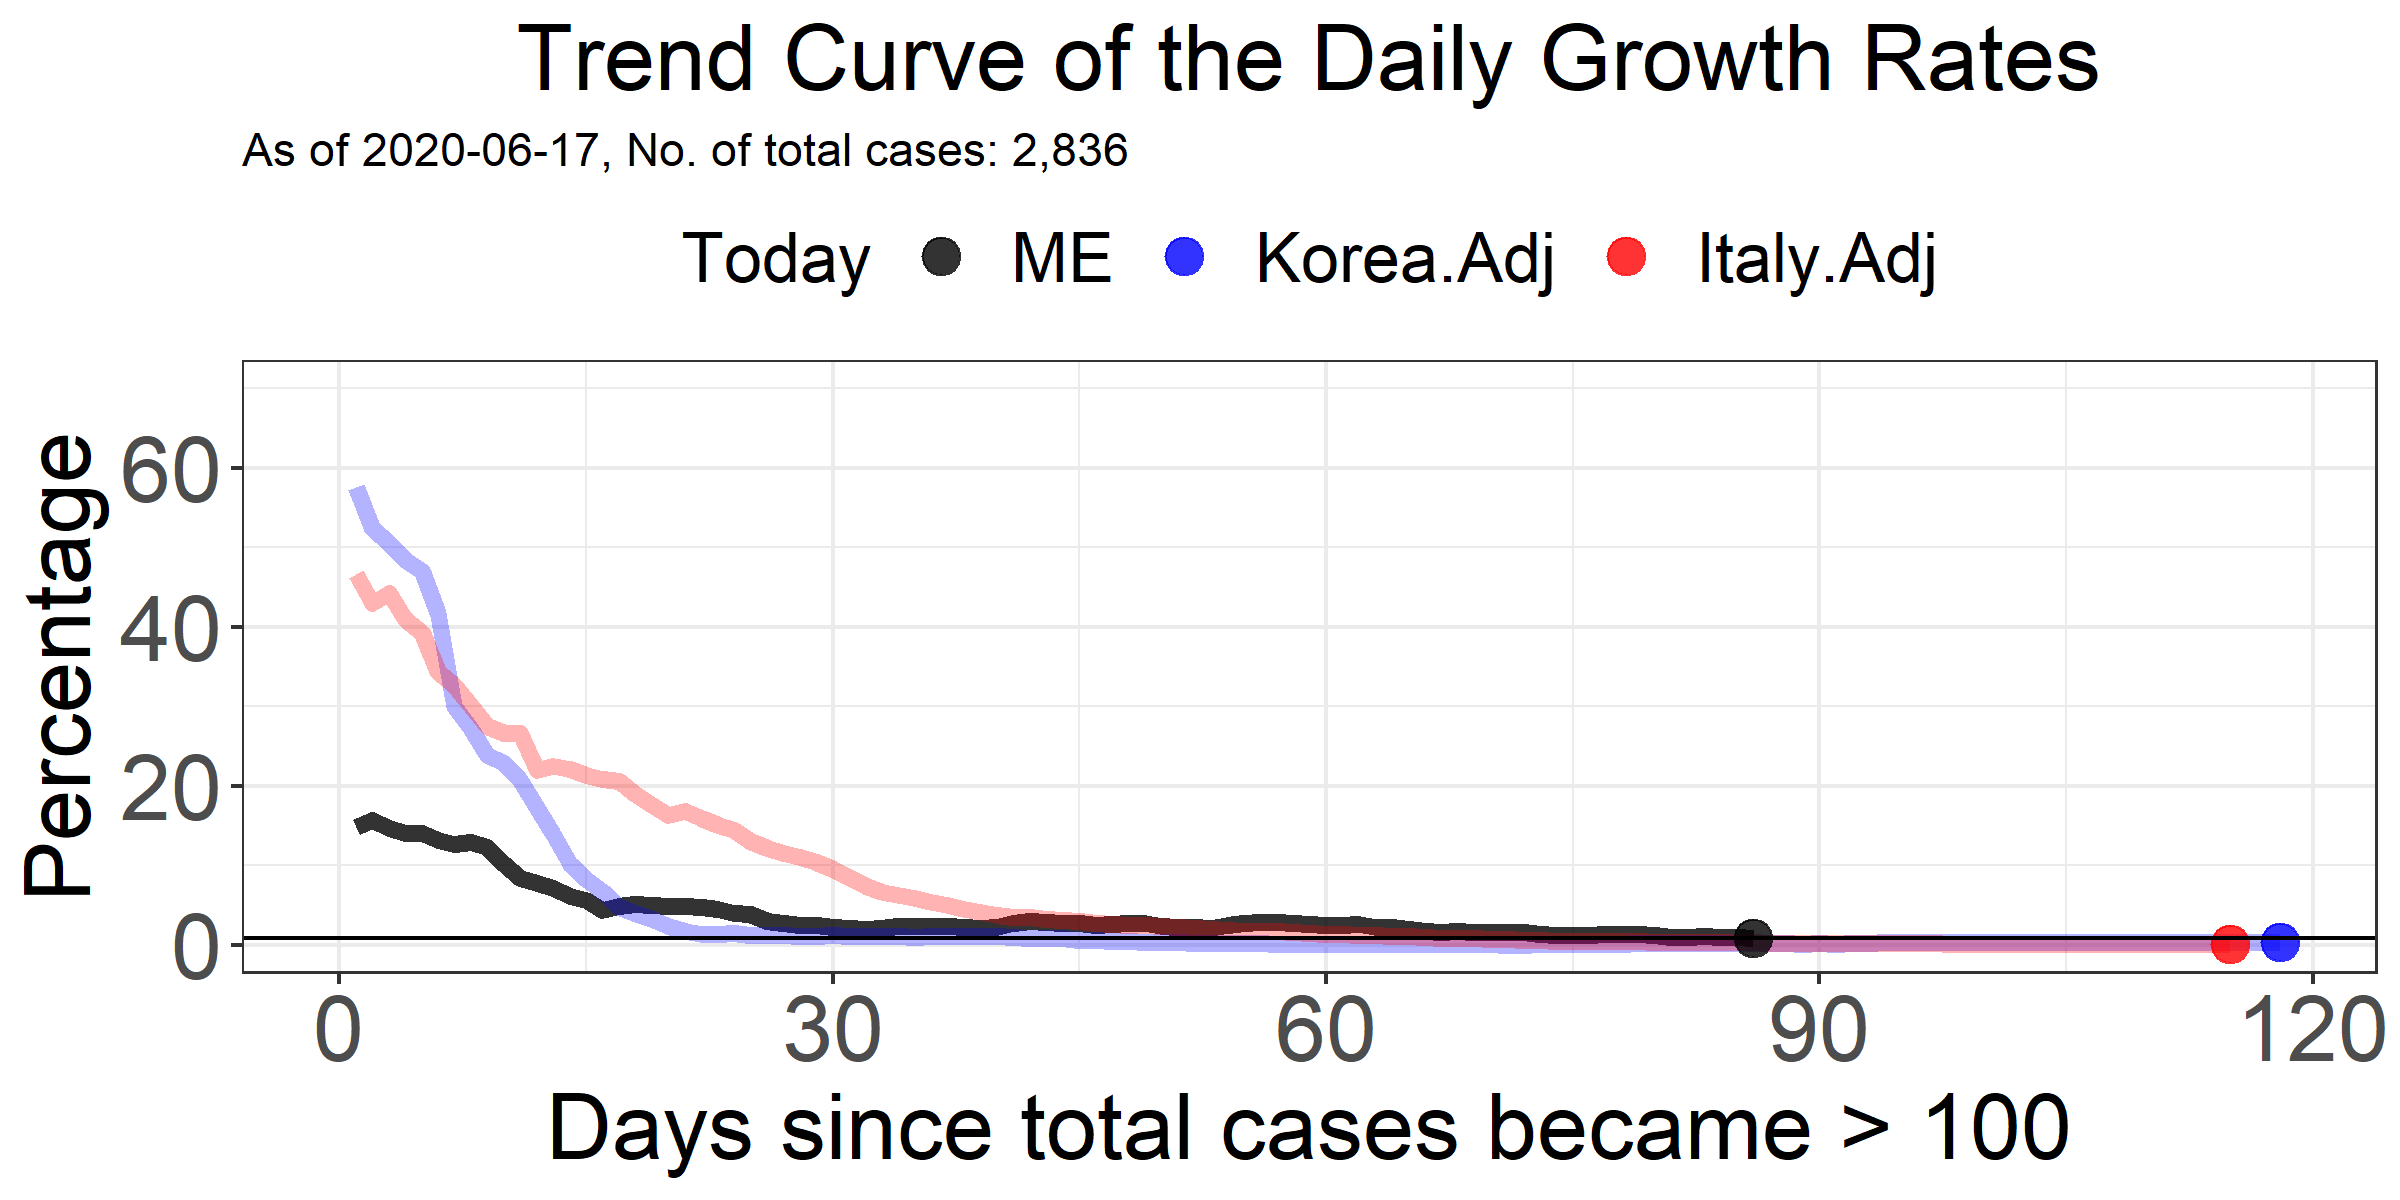 Trend Curve of the Daily Growth Rates
As of 2020-06-17, No. of total cases: 2,836
Today ME Korea.Adj Italy.Adj
Percentage
60
40
20
0
0 30 60 90 120
Days since total cases became > 100